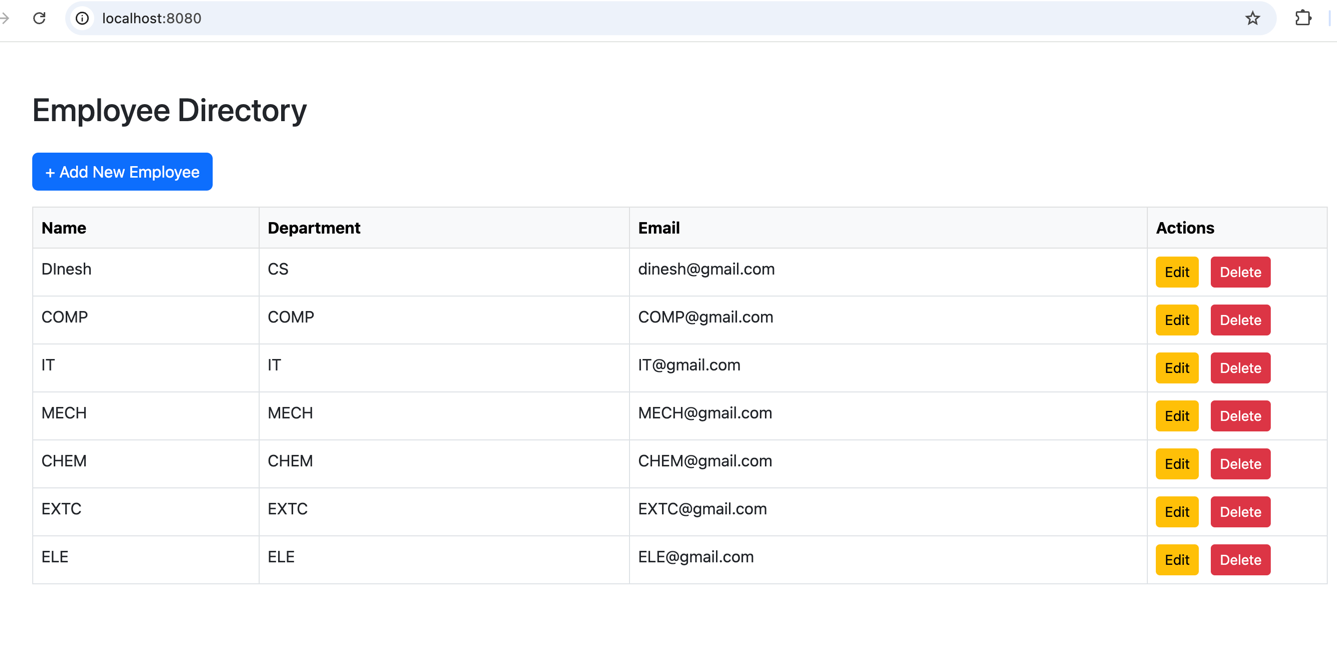 localhost:8080
Employee Directory
+ Add New Employee
Name Department Email Actions
DInesh CS dinesh@gmail.com Edit Delete
COMP COMP COMP@gmail.com Edit Delete
IT IT IT@gmail.com Edit Delete
MECH MECH MECH@gmail.com Edit Delete
CHEM CHEM CHEM@gmail.com Edit Delete
EXTC EXTC EXTC@gmail.com Edit Delete
ELE ELE ELE@gmail.com Edit Delete